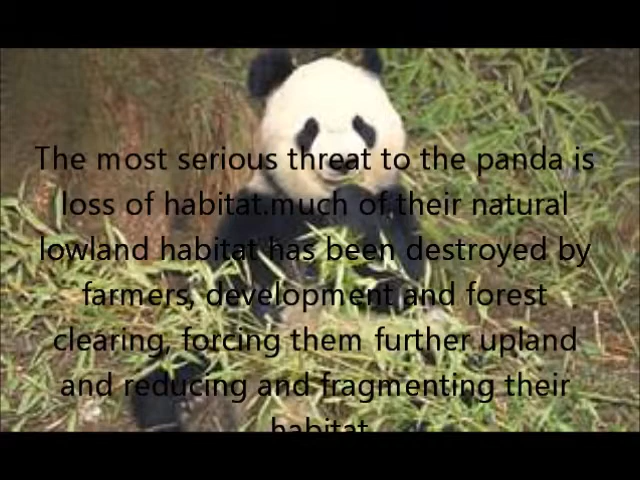 The most serious threat to the panda is
loss of habitat.much of their natural
lowland habitat has been destroyed by
farmers, development and forest
clearing, forcing them further upland
and reducing and fragmenting their
habitat